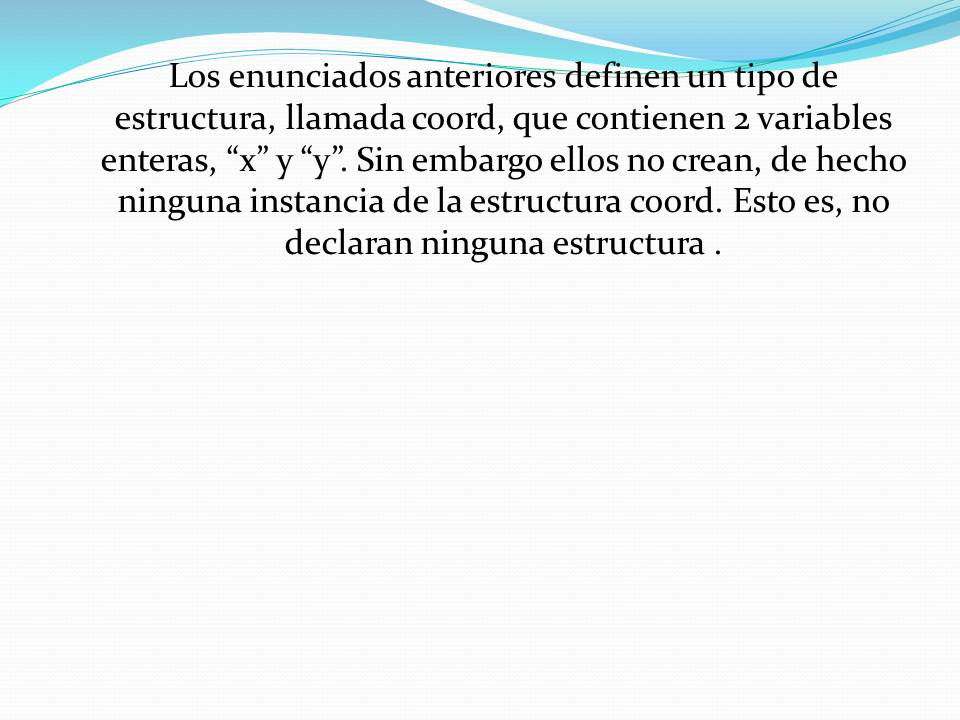 Los enunciados anteriores definen un tipo de
estructura, llamada coord, que contienen 2 variables
enteras, “x” y “y”. Sin embargo ellos no crean, de hecho
ninguna instancia de la estructura coord. Esto es, no
declaran ninguna estructura .